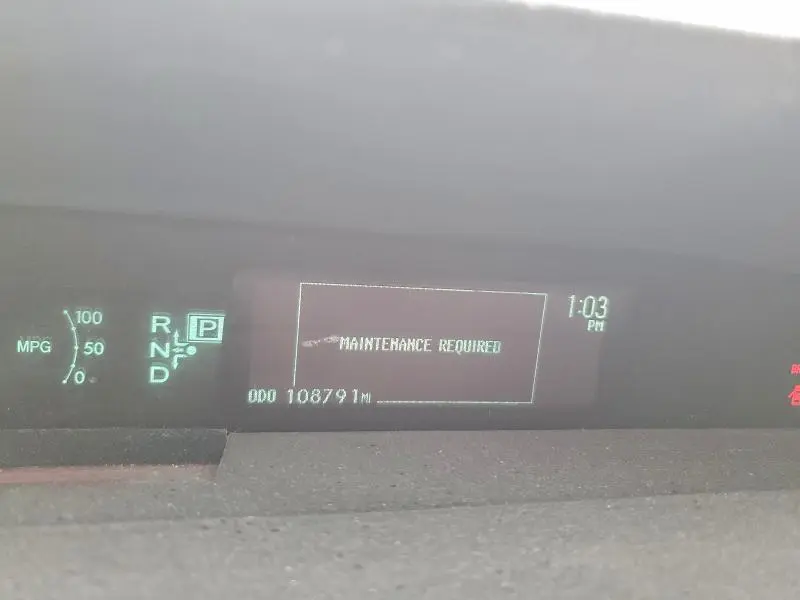 MPG
100
50
0
R
P
N
D
MAINTENANCE REQUIRED
1:03
PM
ODO 108791 MI